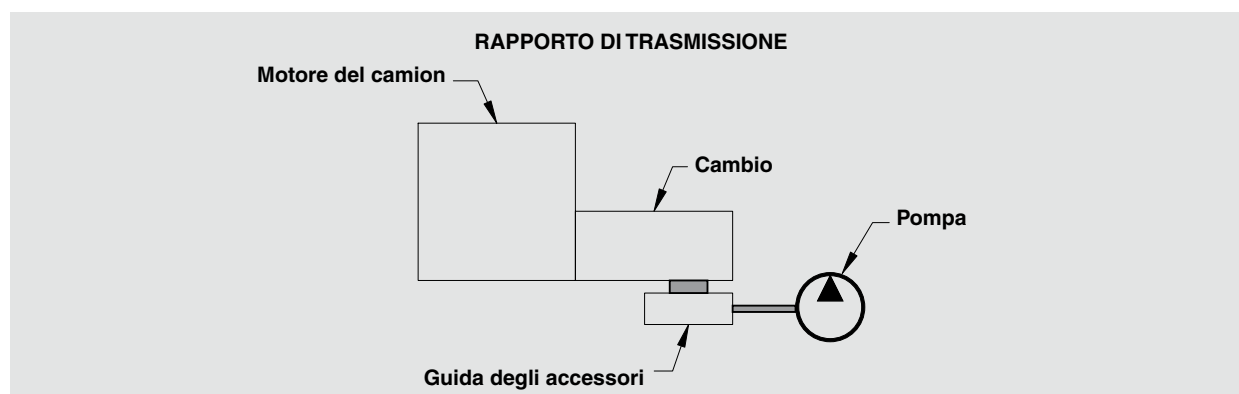 RAPPORTO DI TRASMISSIONE
Motore del camion
Cambio
Pompa
Guida degli accessori